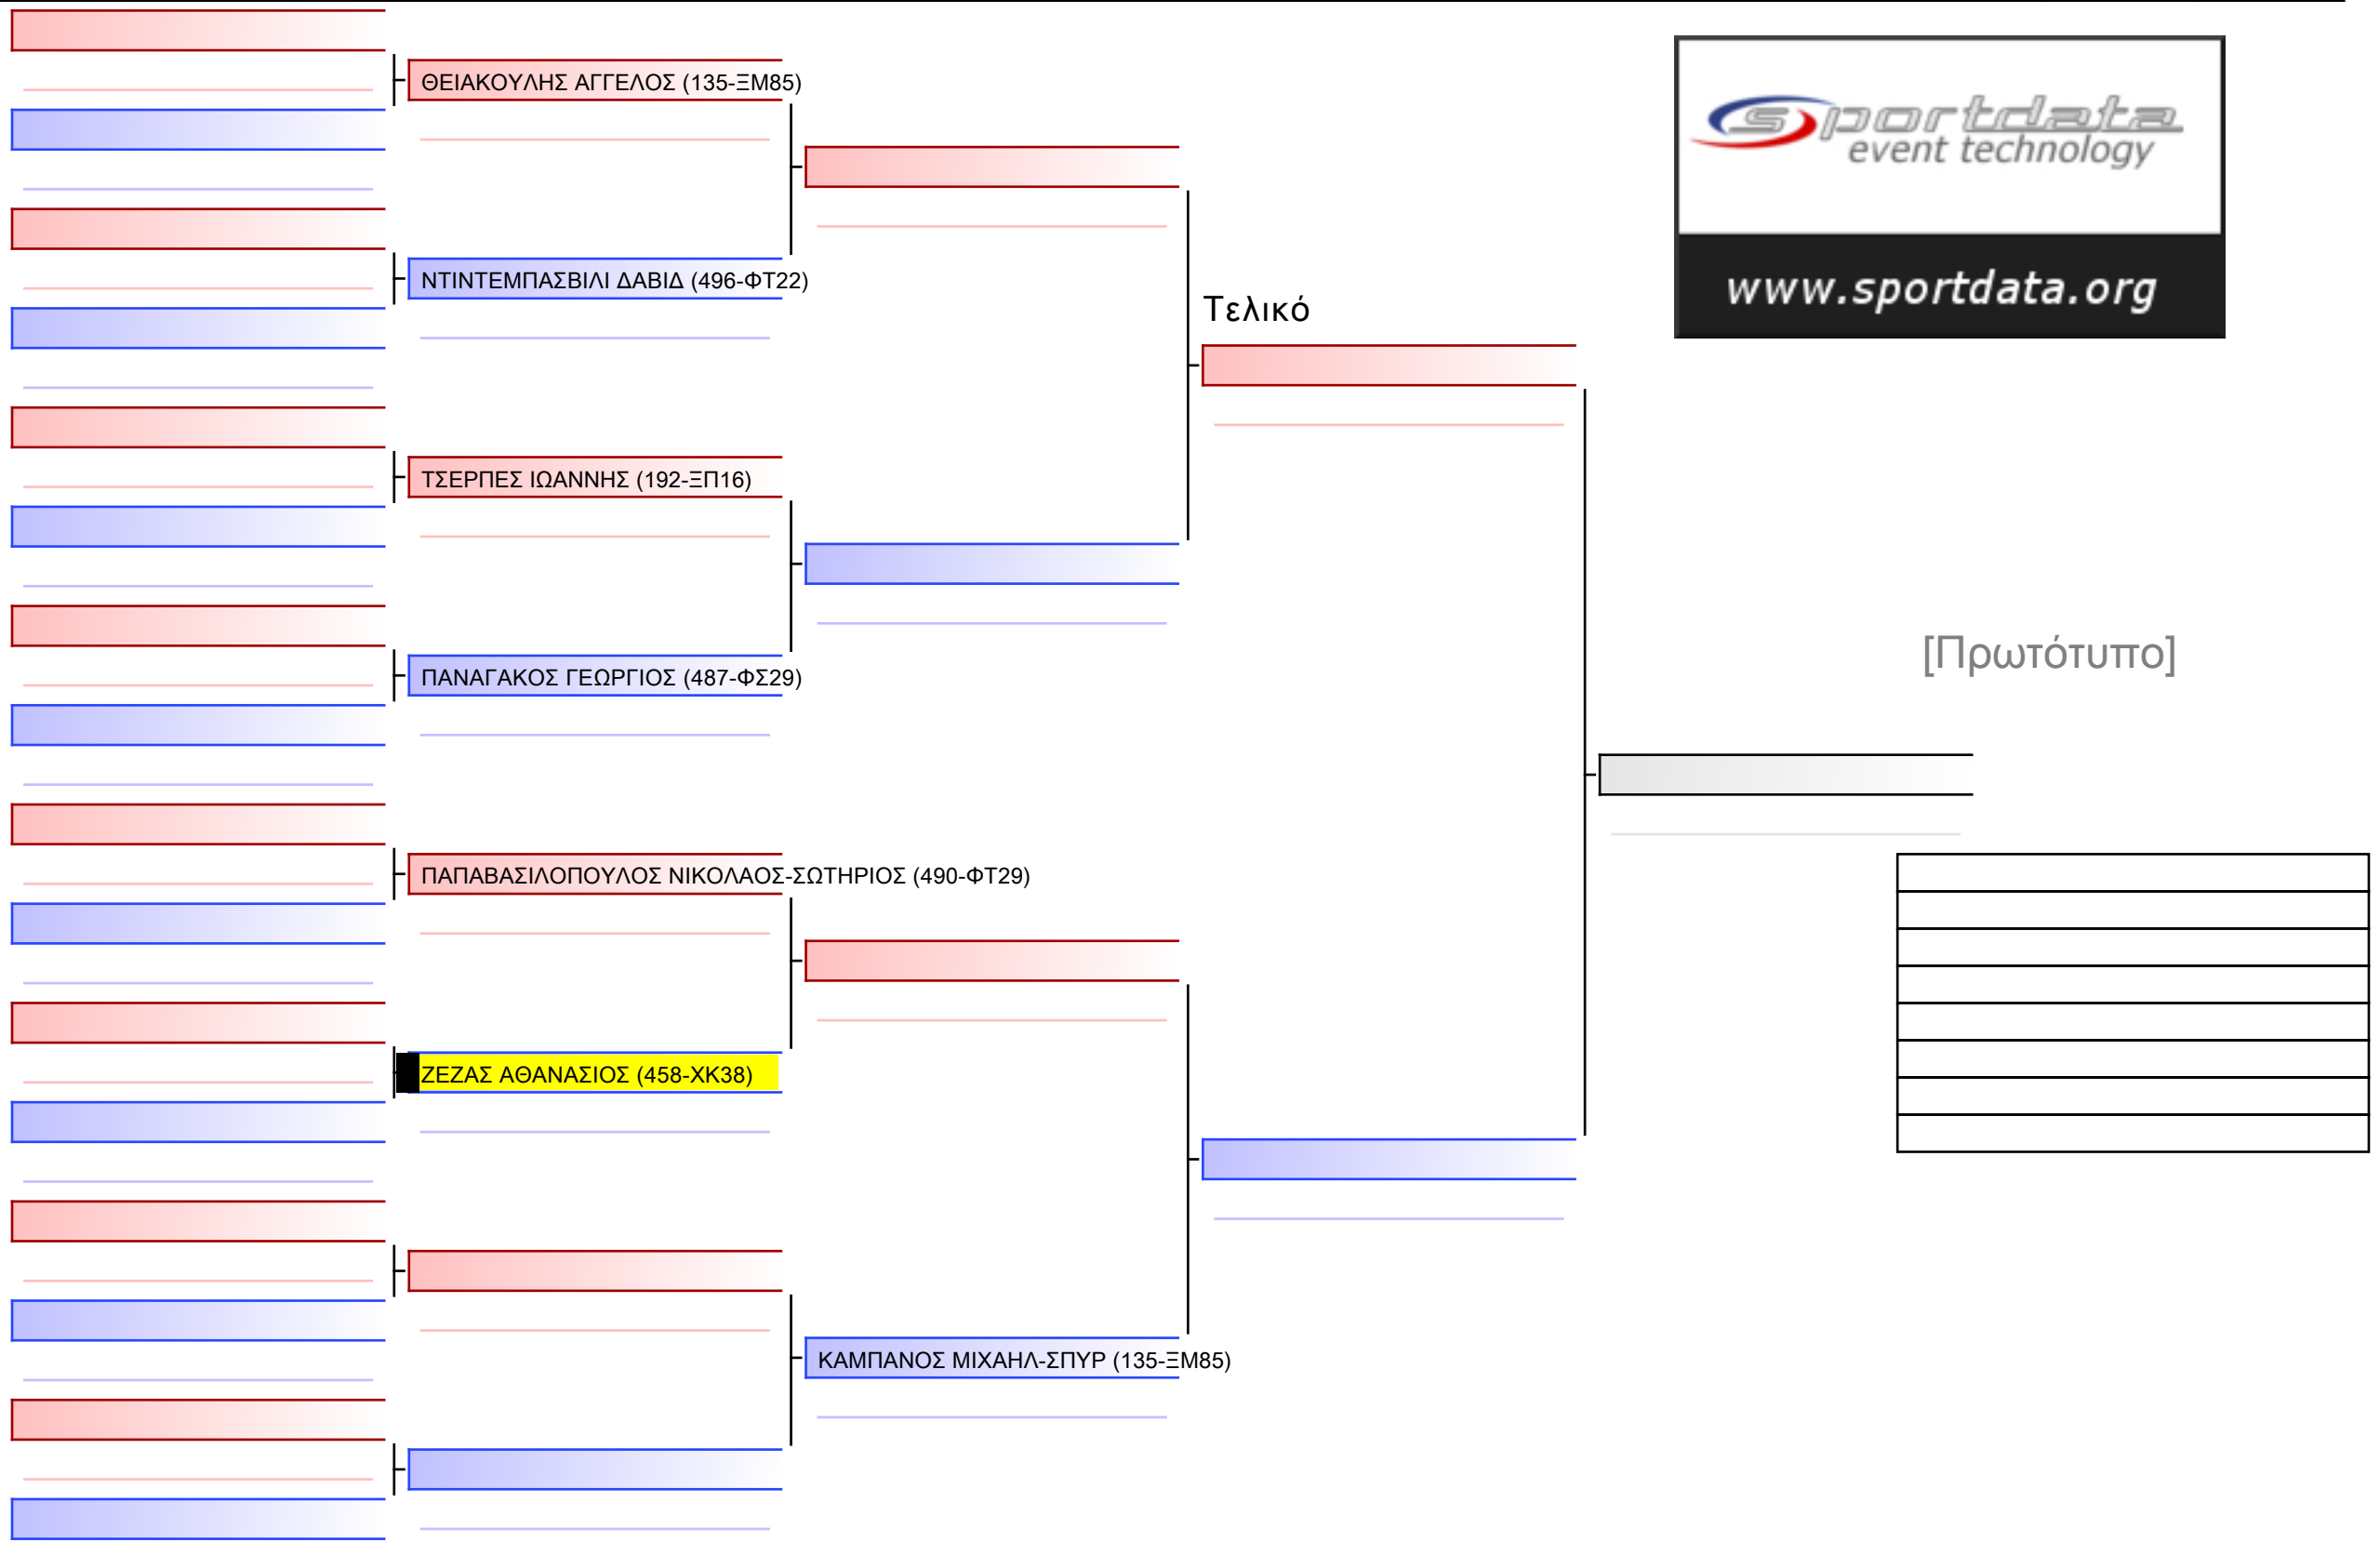 ΘΕΙΑΚΟΥΛΗΣ ΑΓΓΕΛΟΣ (135-ΞΜ85)
sportdata
event technology
www.sportdata.org
ΝΤΙΝΤΕΜΠΑΣΒΙΛΙ ΔΑΒΙΔ (496-ΦΤ22)
Τελικό
ΤΣΕΡΠΕΣ ΙΩΑΝΝΗΣ (192-ΞΠ16)
ΠΑΝΑΓΑΚΟΣ ΓΕΩΡΓΙΟΣ (487-ΦΣ29)
[Πρωτότυπο]
ΠΑΠΑΒΑΣΙΛΟΠΟΥΛΟΣ ΝΙΚΟΛΑΟΣ-ΣΩΤΗΡΙΟΣ (490-ΦΤ29)
ΖΕΖΑΣ ΑΘΑΝΑΣΙΟΣ (458-ΧΚ38)
ΚΑΜΠΑΝΟΣ ΜΙΧΑΗΛ-ΣΠΥΡ (135-ΞΜ85)